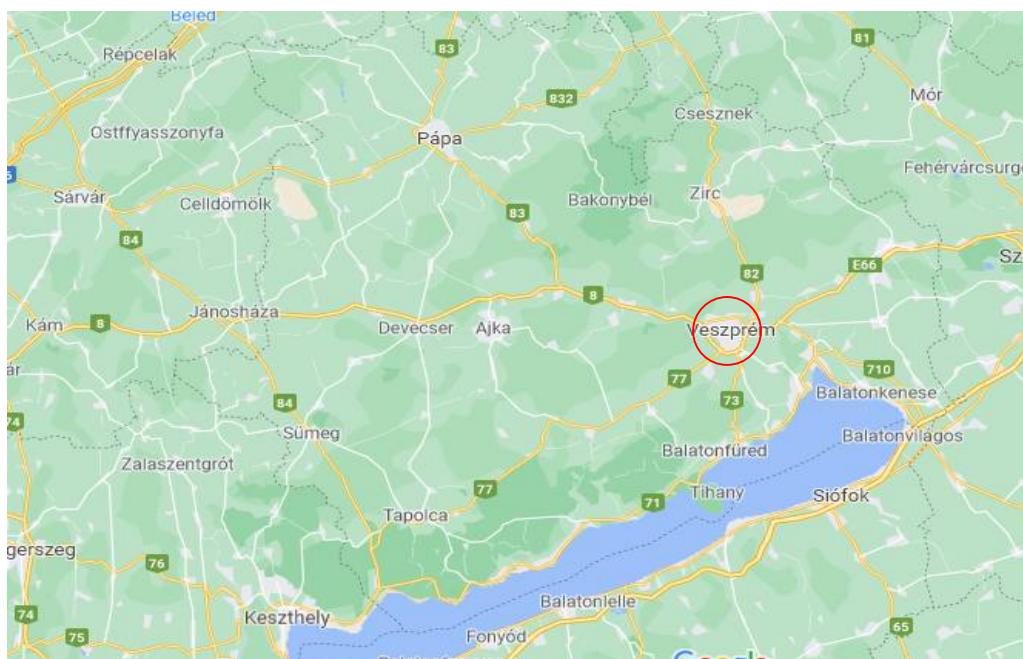 Beled
Répcelak
83
81
832
Mór
Csesznek
Ostffyasszonyfa
Pápa
Fehérvárcsurg
Sárvár
Celldömölk
Bakonybél
Zirc
83
84
E66
Sz
82
8
Jánosháza
Kám
8
Devecser
Ajka
Veszprém
77
710
73
Balatonkenese
84
74
Sümeg
Balatonvilágos
Balatonfüred
Zalaszentgrót
77
Tihany
Siófok
71
Tapolca
gerszeg
76
Balatonlelle
74
Keszthely
65
75
Fonyód